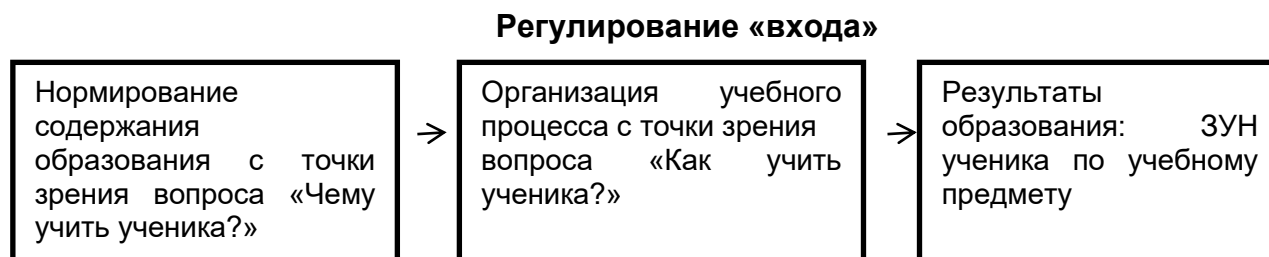 Регулирование «входа»
Нормирование
содержания
образования с точки
зрения вопроса «Чему
учить ученика?»
Организация учебного
процесса с точки зрения
вопроса «Как учить
ученика?»
Результаты
образования: ЗУН
ученика по учебному
предмету